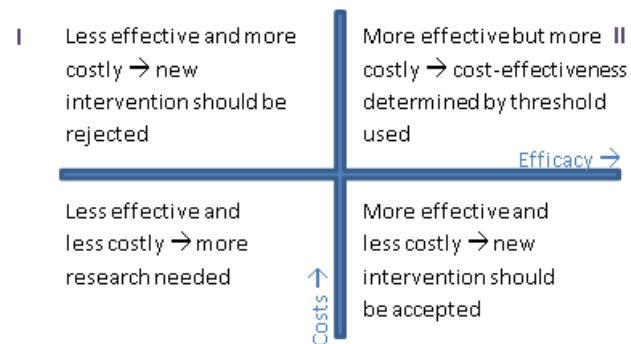 I
Less effective and more
costly → new
intervention should be
rejected
More effective but more II
costly → cost-effectiveness
determined by threshold
used
Efficacy →
Less effective and
less costly → more
research needed
More effective and
less costly → new
intervention should
be accepted
Costs →